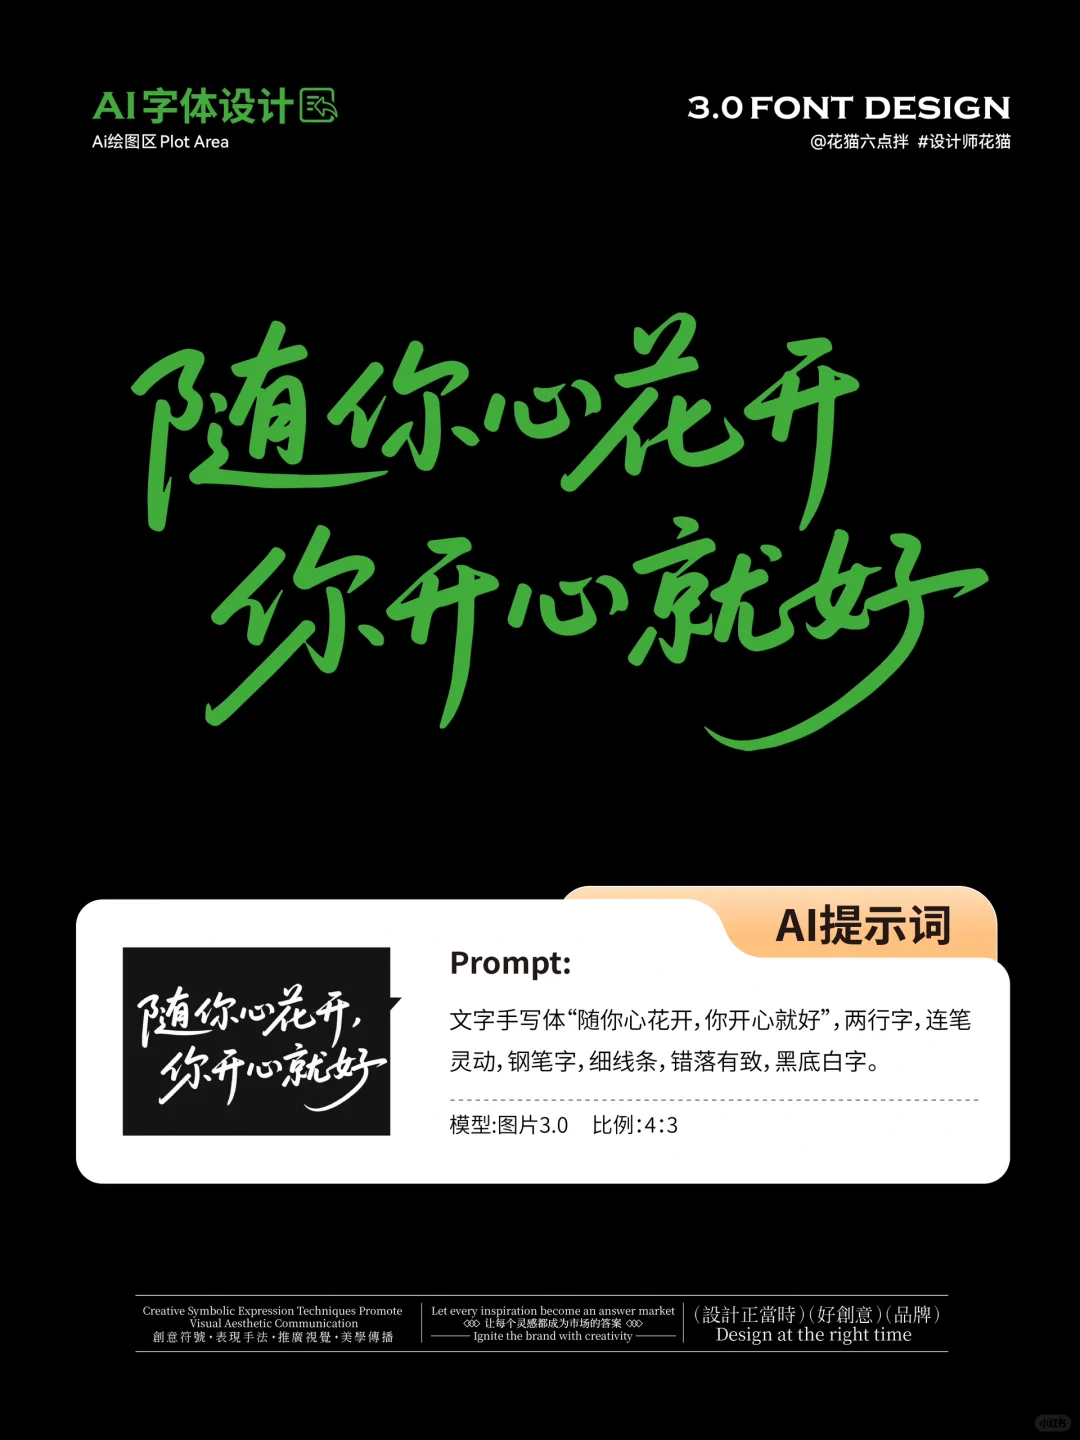 AI字体设计
Ai绘图区 Plot Area
3.0 FONT DESIGN
@花猫六点拌 #设计师花猫
随你心花开
你开心就好
AI提示词
随你心花开,
你开心就好
Prompt:
文字手写体“随你心花开，你开心就好”，两行字，连笔
灵动，钢笔字，细线条，错落有致，黑底白字。
模型:图片3.0 比例：4：3
Creative Symbolic Expression Techniques Promote
Visual Aesthetic Communication
創意符號·表現手法·推廣視覺·美學傳播
Let every inspiration become an answer market
让每个灵感都成为市场的答案
Ignite the brand with creativity
（設計正當時）（好創意）（品牌）
Design at the right time
小红书